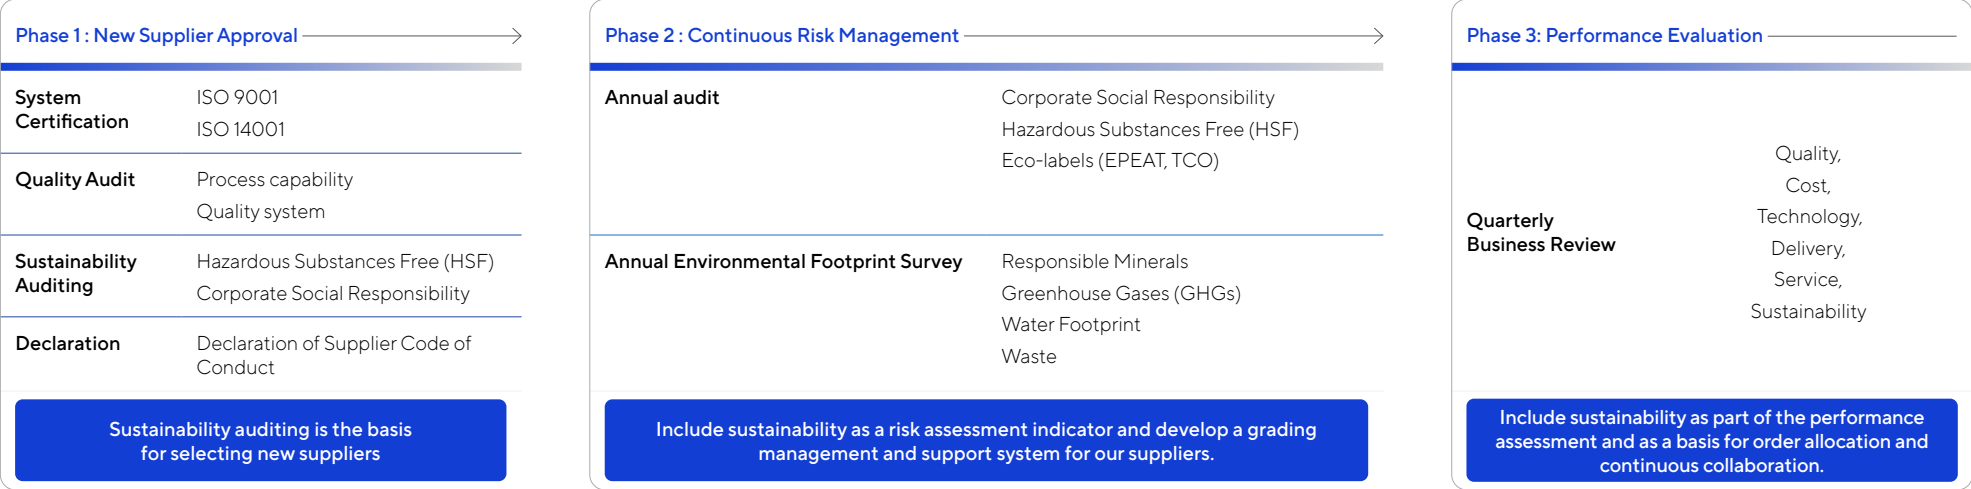 Phase 1 : New Supplier Approval
System
Certification
ISO 9001
ISO 14001
Quality Audit
Process capability
Quality system
Sustainability
Auditing
Hazardous Substances Free (HSF)
Corporate Social Responsibility
Declaration
Declaration of Supplier Code of
Conduct
Sustainability auditing is the basis
for selecting new suppliers
Phase 2 : Continuous Risk Management
Annual audit
Corporate Social Responsibility
Hazardous Substances Free (HSF)
Eco-labels (EPEAT, TCO)
Annual Environmental Footprint Survey
Responsible Minerals
Greenhouse Gases (GHGs)
Water Footprint
Waste
Include sustainability as a risk assessment indicator and develop a grading
management and support system for our suppliers.
Phase 3: Performance Evaluation
Quarterly
Business Review
Quality,
Cost,
Technology,
Delivery,
Service,
Sustainability
Include sustainability as part of the performance
assessment and as a basis for order allocation and
continuous collaboration.